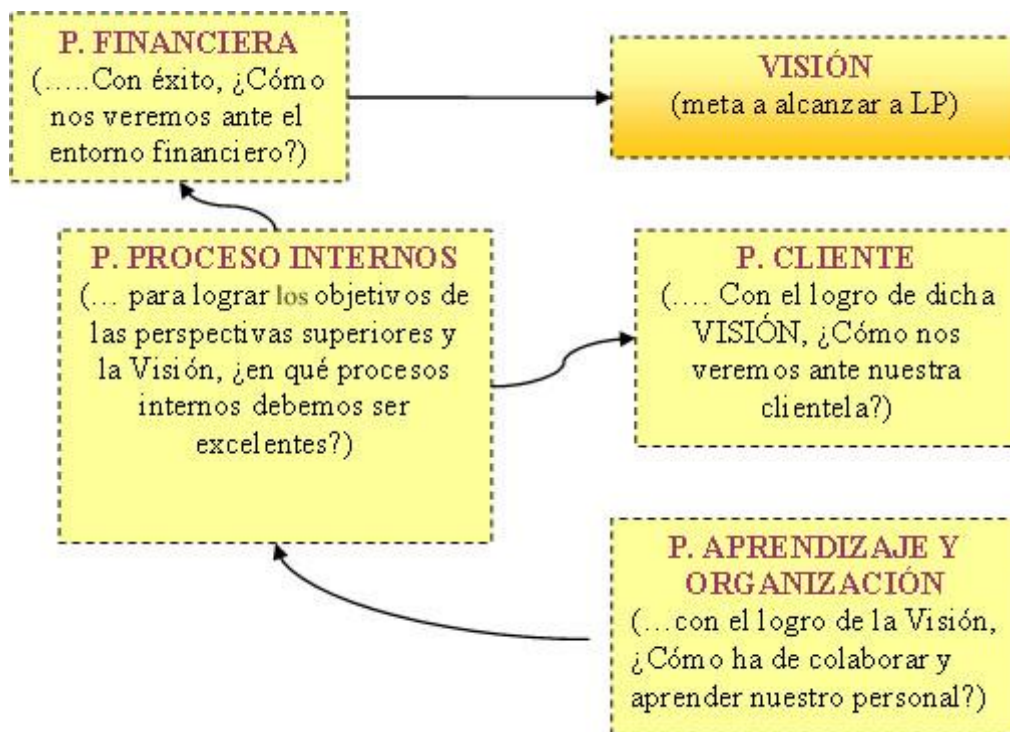 P. FINANCIERA
(.....Con éxito, ¿Cómo
nos veremos ante el
entorno financiero?)
VISIÓN
(meta a alcanzar a LP)
P. PROCESO INTERNOS
(... para lograr los objetivos de
las perspectivas superiores y
la Visión, ¿en qué procesos
internos debemos ser
excelentes?)
P. CLIENTE
(.... Con el logro de dicha
VISIÓN, ¿Cómo nos
veremos ante nuestra
clientela?)
P. APRENDIZAJE Y
ORGANIZACIÓN
(...con el logro de la Visión,
¿Cómo ha de colaborar y
aprender nuestro personal?)